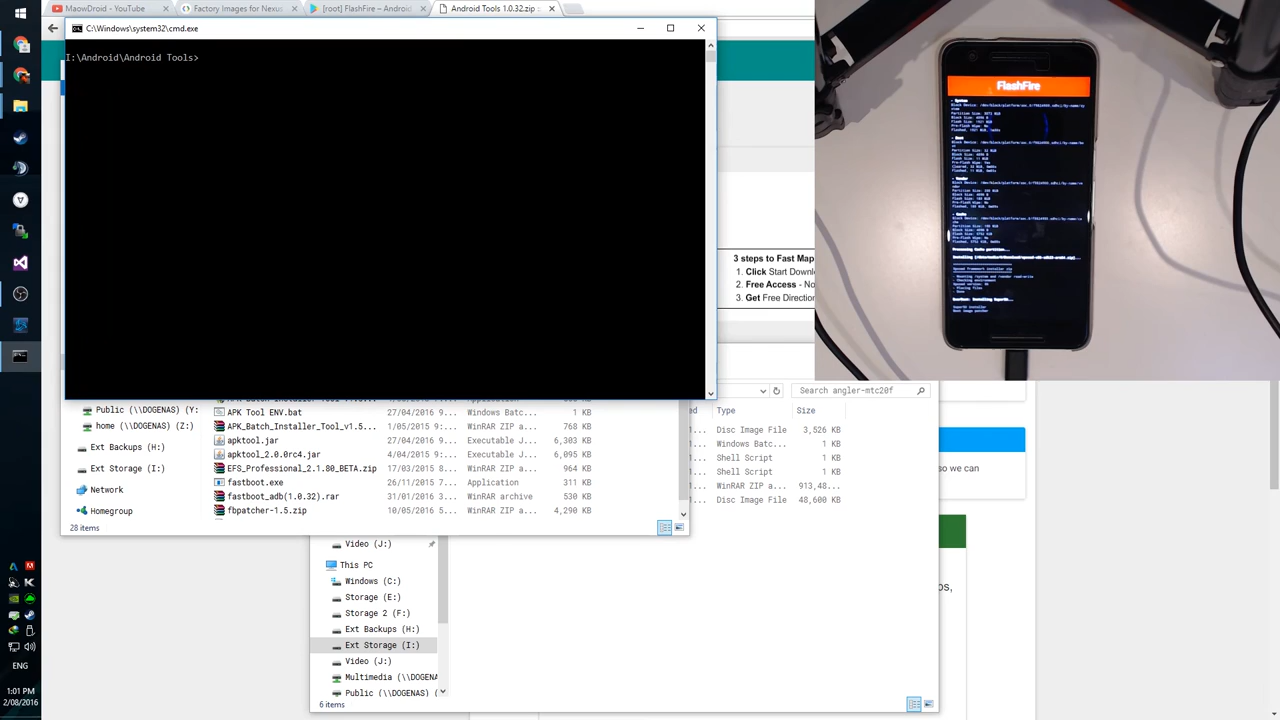 MaowDroid - YouTube
Factory Images for Nexus
[root] FlashFire – Android
Android Tools 1.0.32.zip s
C:\Windows\system32\cmd.exe
I:\Android\Android Tools>
FlashFire
3 steps to Fast Map
1. Click Start Downlo
2. Free Access - No
3. Get Free Direction
Search angler-mtc20f
Type
Size
Disc Image File
3,526 KB
Windows Batc...
1 KB
Shell Script
1 KB
Shell Script
1 KB
WinRAR ZIP a...
913,48...
Disc Image File
48,600 KB
so we can
os,
Public (\\DOGENAS) (Y:
home (\\DOGENAS) (Z:)
Ext Backups (H:)
Ext Storage (I:)
Network
Homegroup
APK Tool ENV.bat
27/04/2016 9...
Windows Batc...
1 KB
APK_Batch_Installer_Tool_v1.5...
1/05/2015 9:...
WinRAR ZIP a...
768 KB
apktool.jar
27/04/2016 9...
Executable J...
6,303 KB
apktool_2.0.0rc4.jar
4/04/2015 9:...
Executable J...
6,095 KB
EFS_Professional_2.1.80_BETA.zip
17/03/2015 8...
WinRAR ZIP a...
964 KB
fastboot.exe
26/11/2015 7...
Application
311 KB
fastboot_adb(1.0.32).rar
31/01/2016 3...
WinRAR archive
530 KB
fbpatcher-1.5.zip
10/05/2015 9...
WinRAR ZIP a...
4,290 KB
28 items
Video (J:)
This PC
Windows (C:)
Storage (E:)
Storage 2 (F:)
Ext Backups (H:)
Ext Storage (I:)
Video (J:)
Multimedia (\\DOGENA
Public (\\DOGENAS) (
6 items
ENG
1:01 PM
2/08/2016